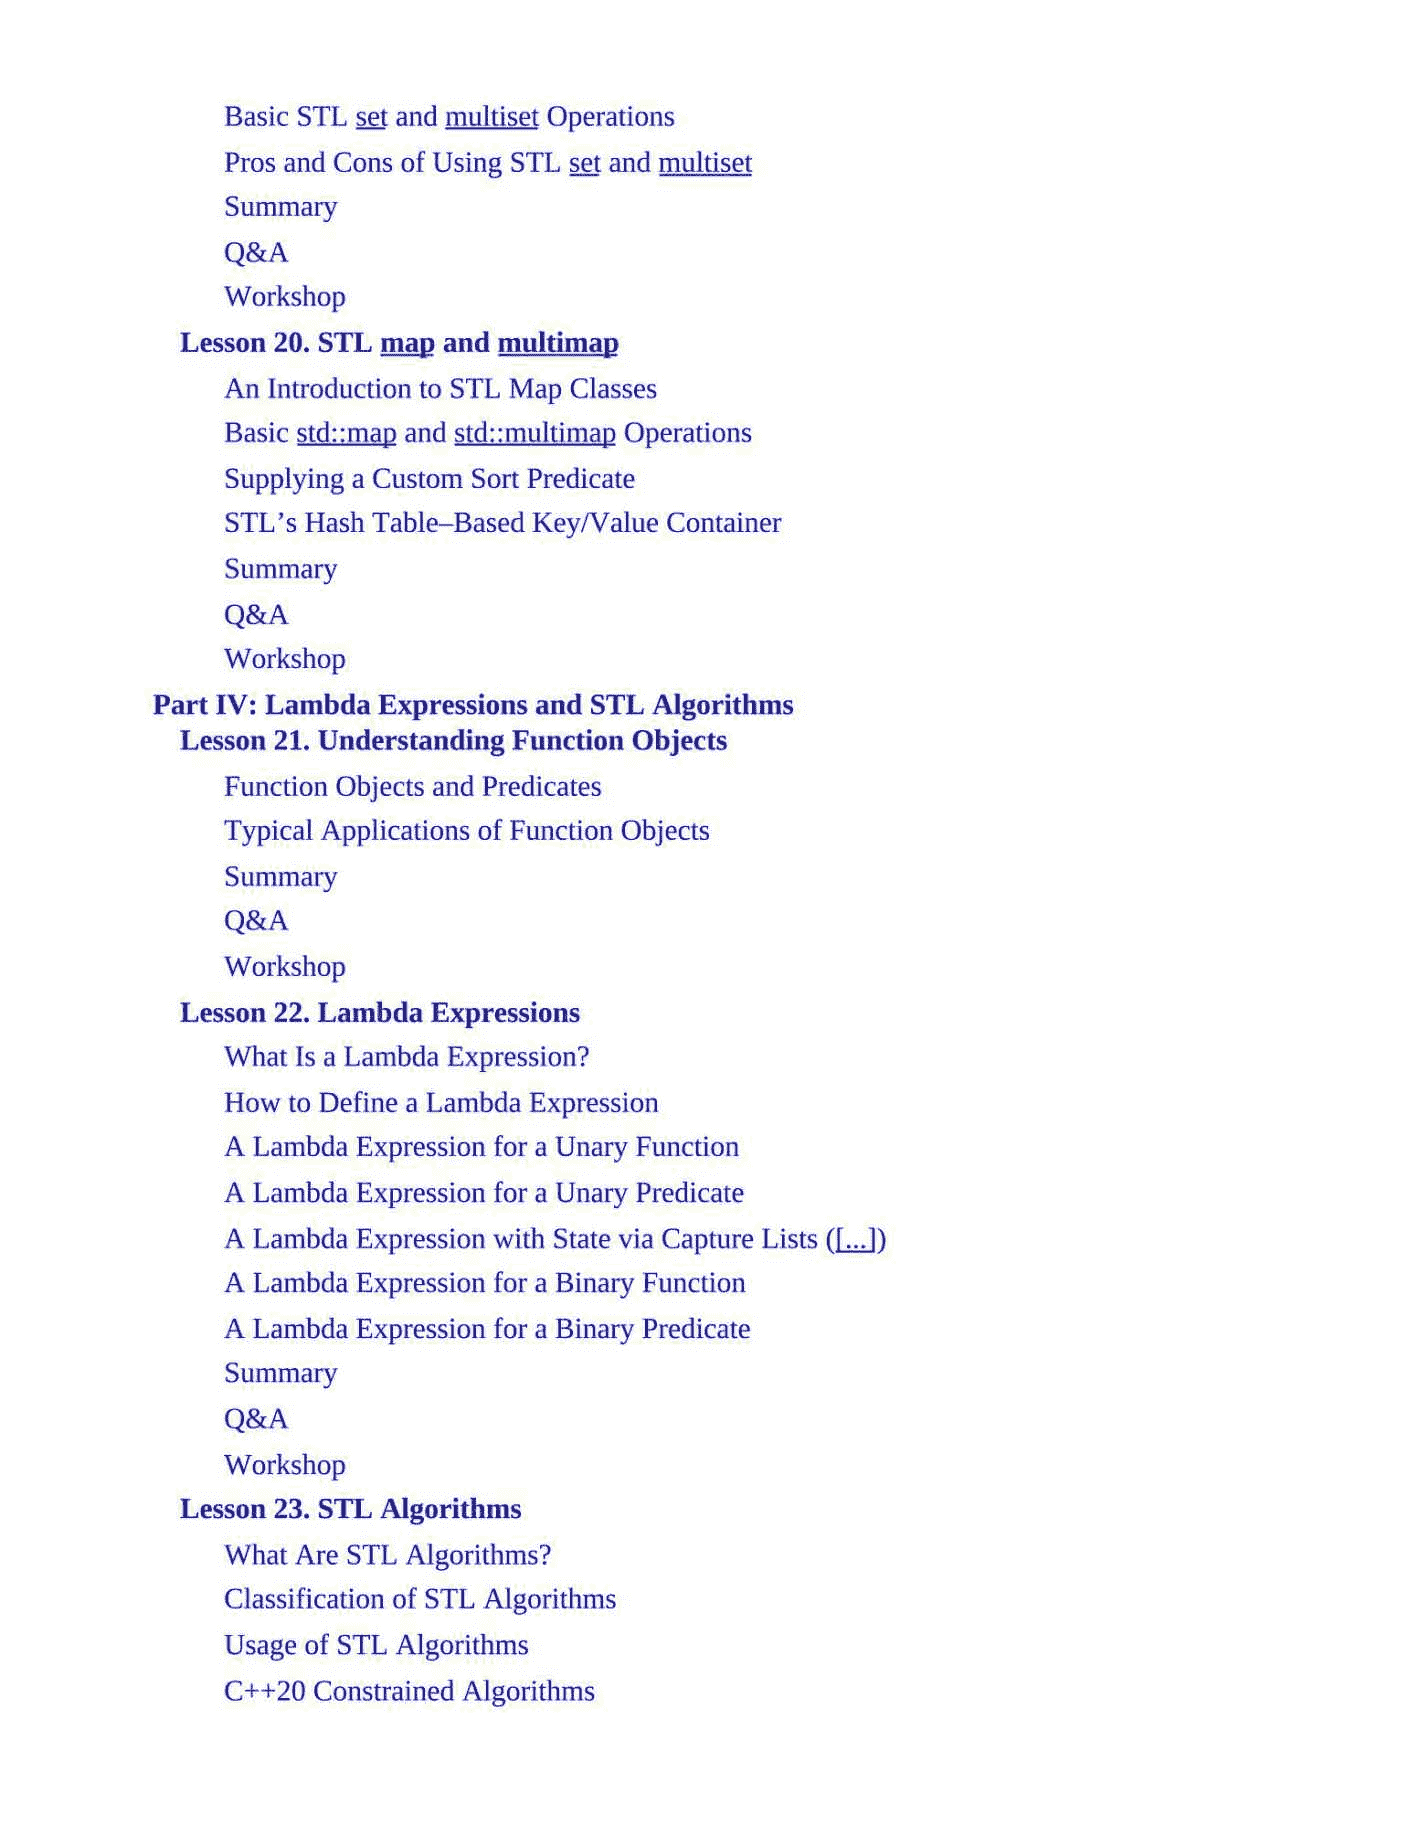 Basic STL set and multiset Operations
Pros and Cons of Using STL set and multiset
Summary
Q&A
Workshop
Lesson 20. STL map and multimap
An Introduction to STL Map Classes
Basic std::map and std::multimap Operations
Supplying a Custom Sort Predicate
STL’s Hash Table–Based Key/Value Container
Summary
Q&A
Workshop
Part IV: Lambda Expressions and STL Algorithms
Lesson 21. Understanding Function Objects
Function Objects and Predicates
Typical Applications of Function Objects
Summary
Q&A
Workshop
Lesson 22. Lambda Expressions
What Is a Lambda Expression?
How to Define a Lambda Expression
A Lambda Expression for a Unary Function
A Lambda Expression for a Unary Predicate
A Lambda Expression with State via Capture Lists ([...])
A Lambda Expression for a Binary Function
A Lambda Expression for a Binary Predicate
Summary
Q&A
Workshop
Lesson 23. STL Algorithms
What Are STL Algorithms?
Classification of STL Algorithms
Usage of STL Algorithms
C++20 Constrained Algorithms